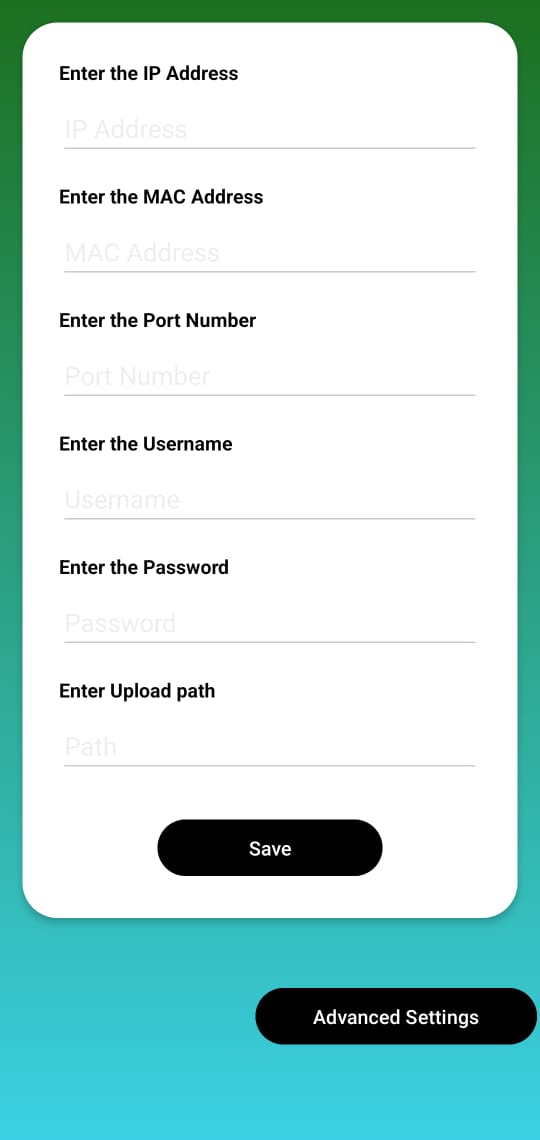 Enter the IP Address
IP Address
Enter the MAC Address
MAC Address
Enter the Port Number
Port Number
Enter the Username
Username
Enter the Password
Password
Enter Upload path
Path
Save
Advanced Settings